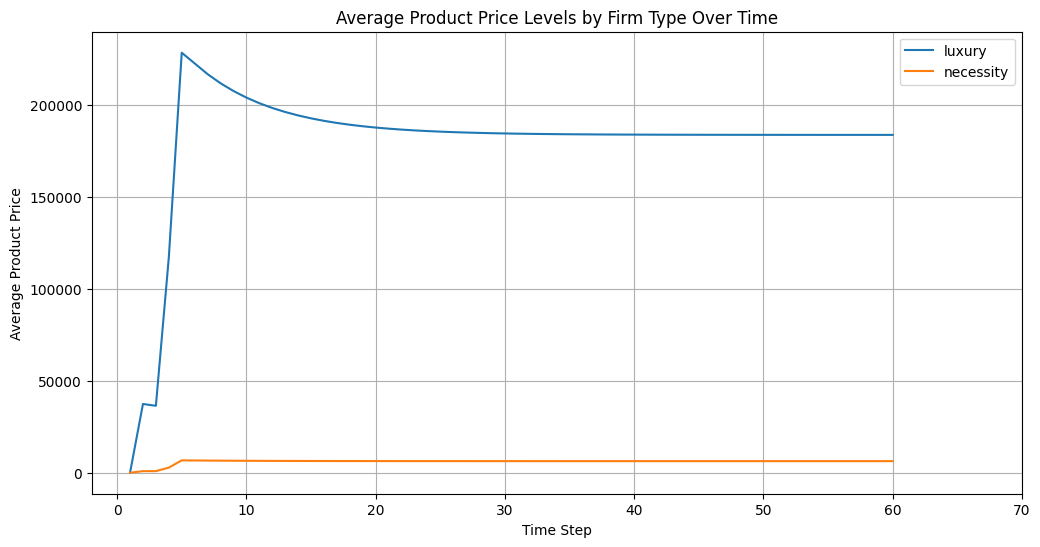 Average Product Price Levels by Firm Type Over Time
luxury
necessity
Average Product Price
200000
150000
100000
50000
0
0 10 20 30 40 50 60 70
Time Step